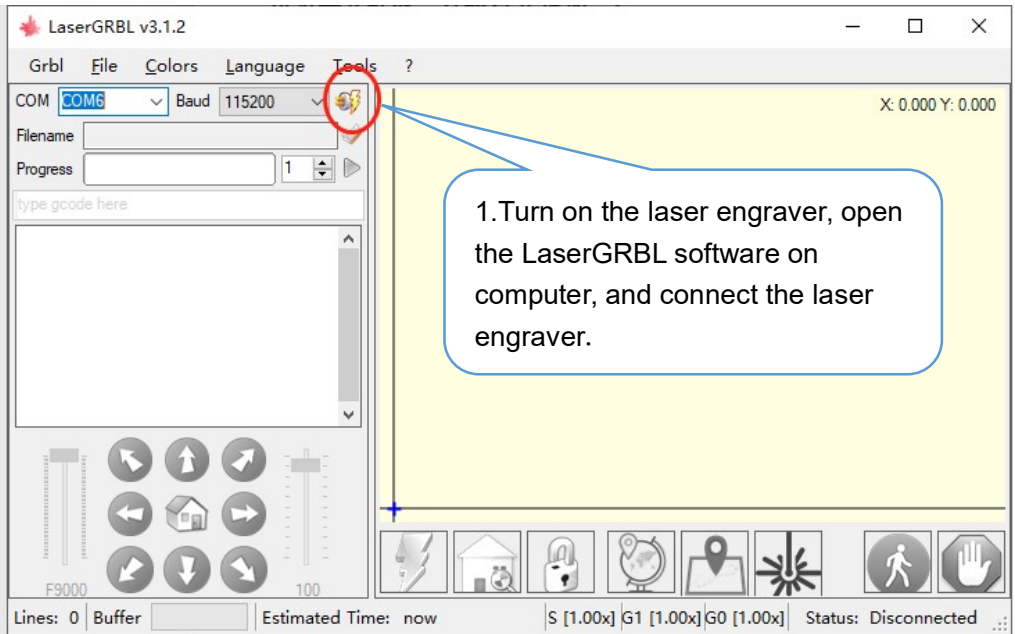 LaserGRBL v3.1.2
Grbl File Colors Language Tools ?
COM COM6 Baud 115200
X: 0.000 Y: 0.000
Filename
Progress 1
type gcode here
1.Turn on the laser engraver, open
the LaserGRBL software on
computer, and connect the laser
engraver.
F9000 100
Lines: 0 Buffer Estimated Time: now S [1.00x] G1 [1.00x] G0 [1.00x] Status: Disconnected